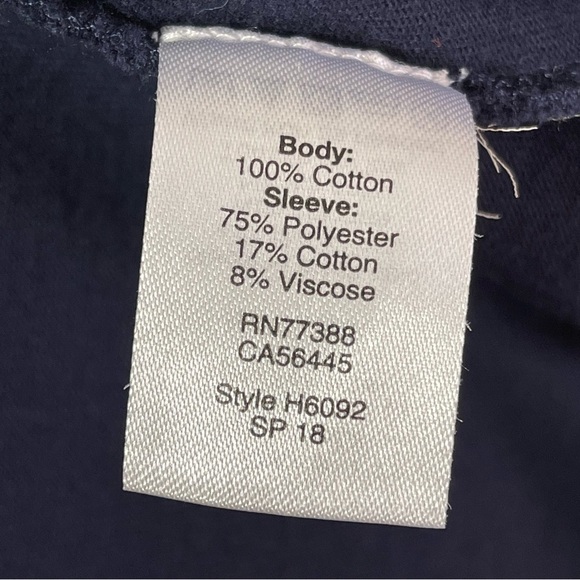 Body:
100% Cotton
Sleeve:
75% Polyester
17% Cotton
8% Viscose
RN77388
CA56445
Style H6092
SP 18